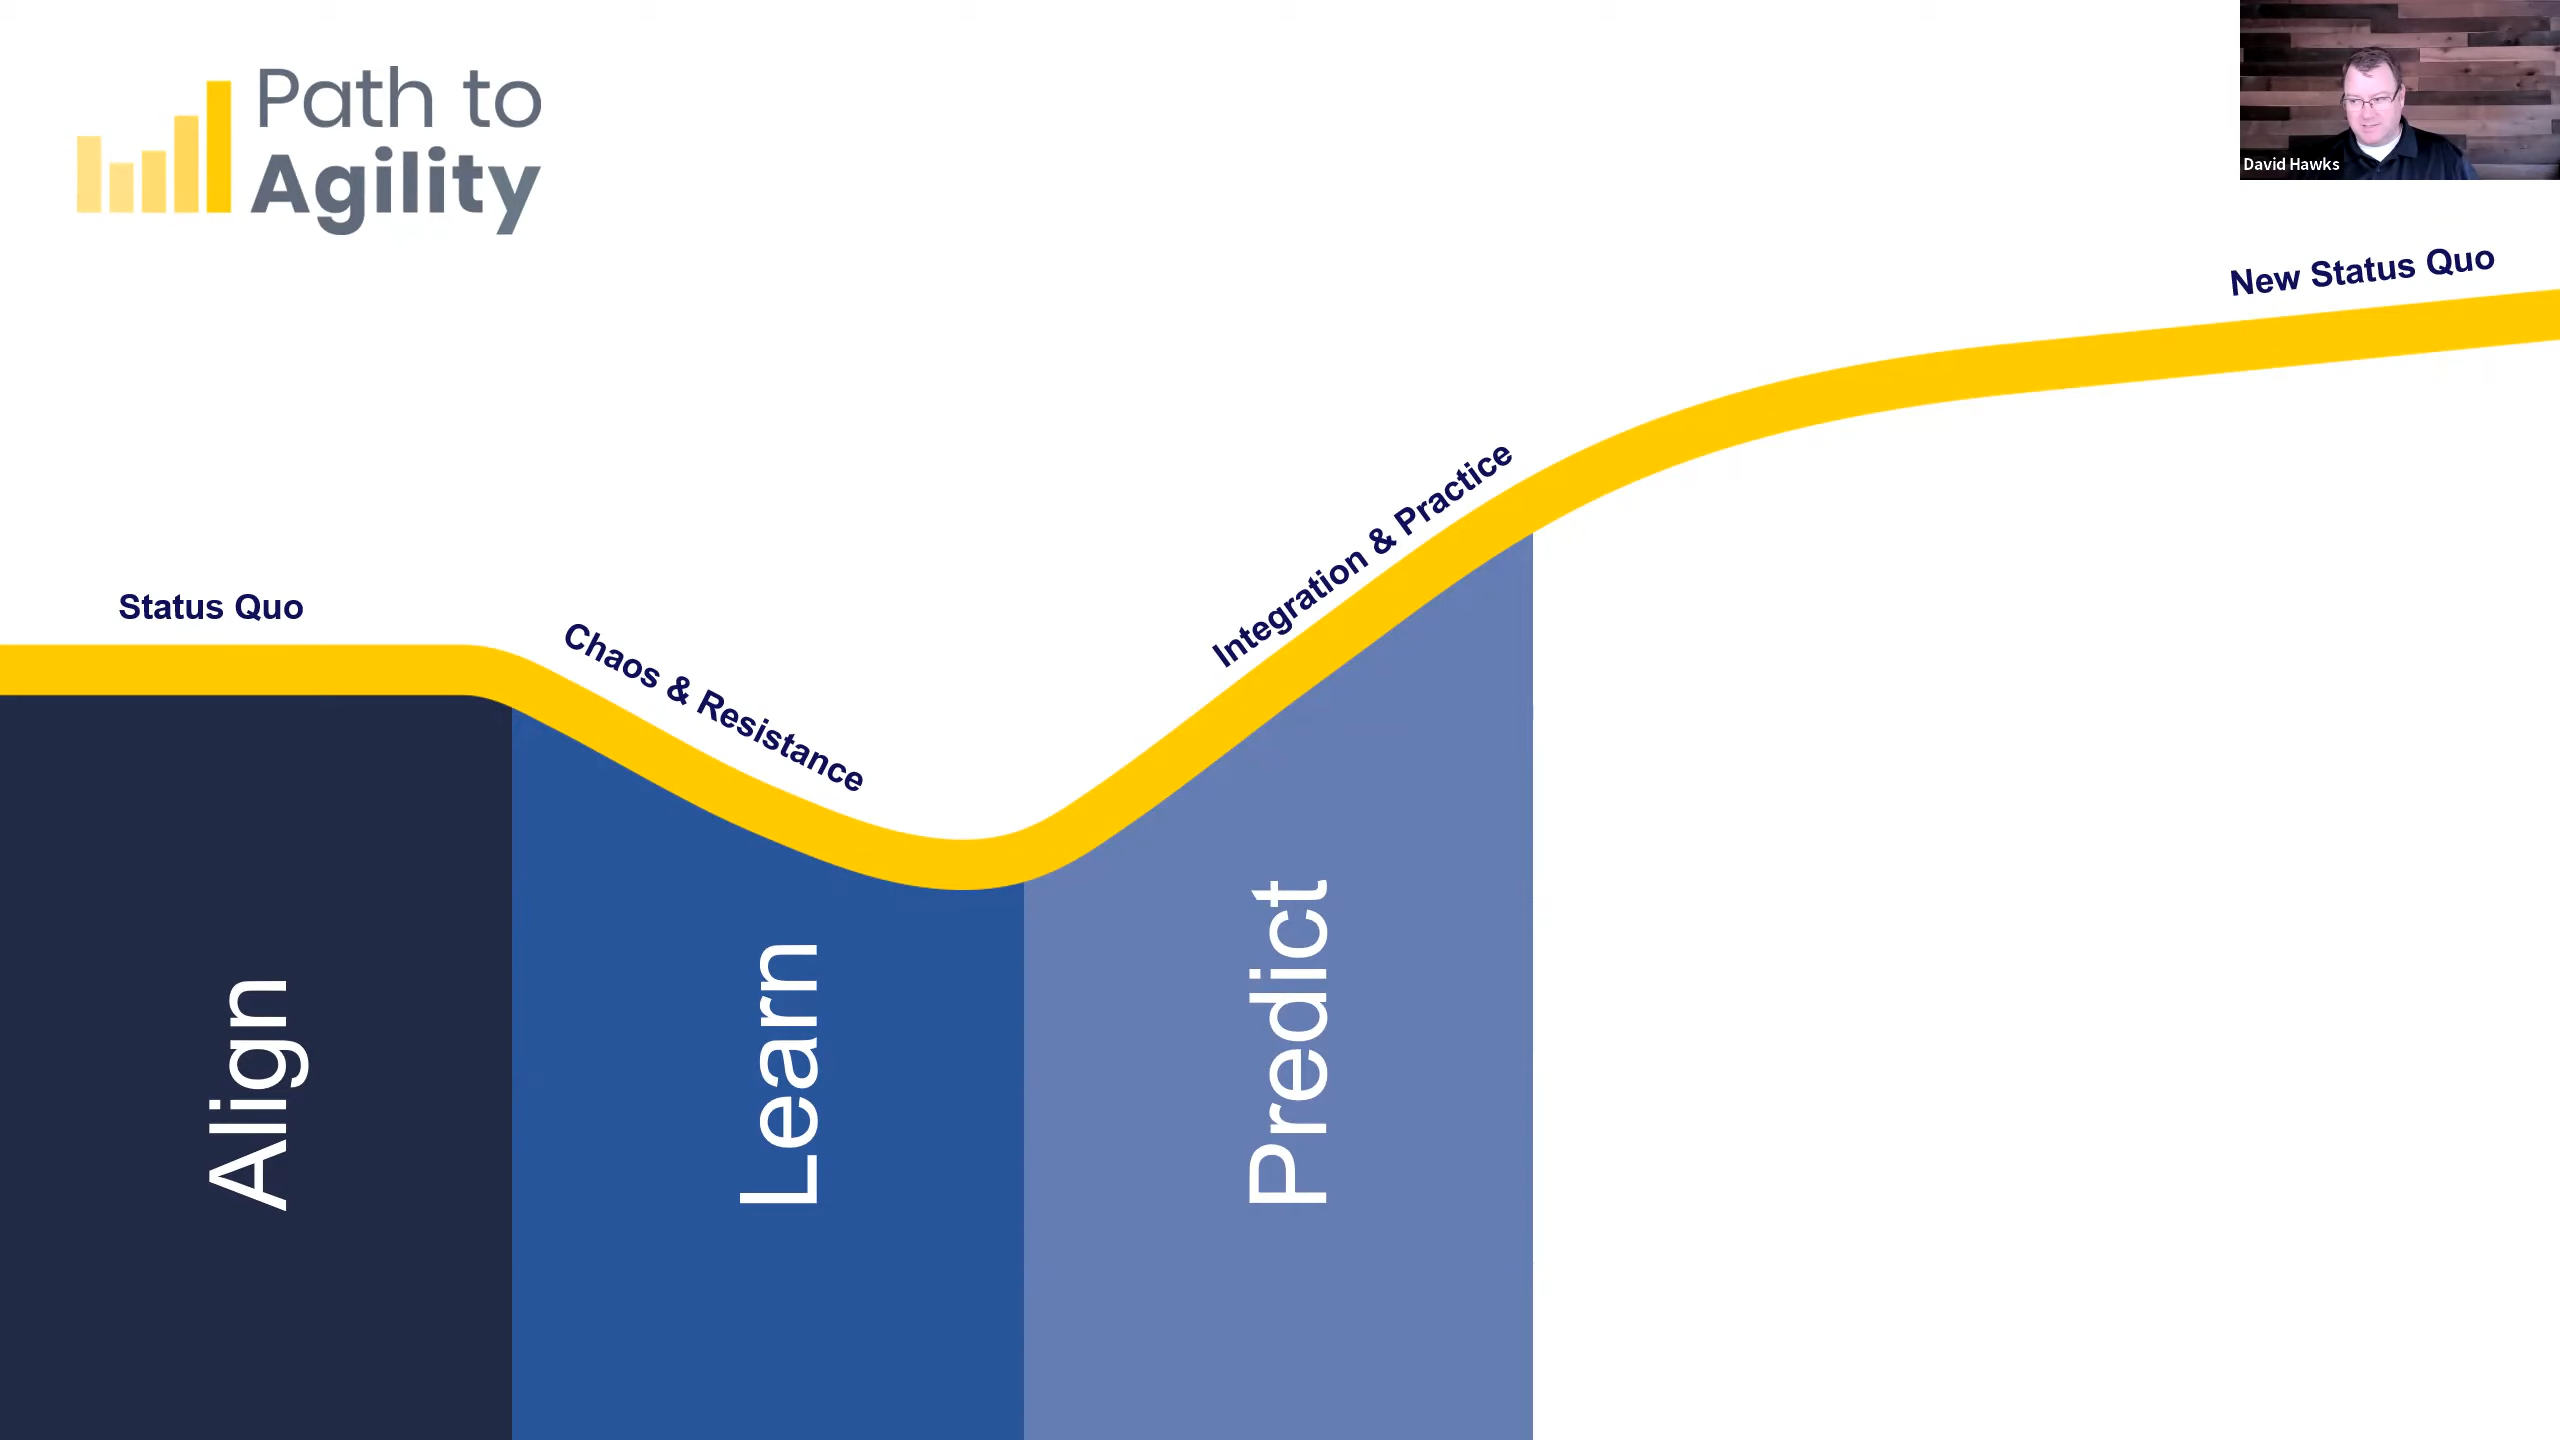 Path to
Agility
David Hawks
New Status Quo
Integration & Practice
Status Quo
Chaos & Resistance
Align
Learn
Predict